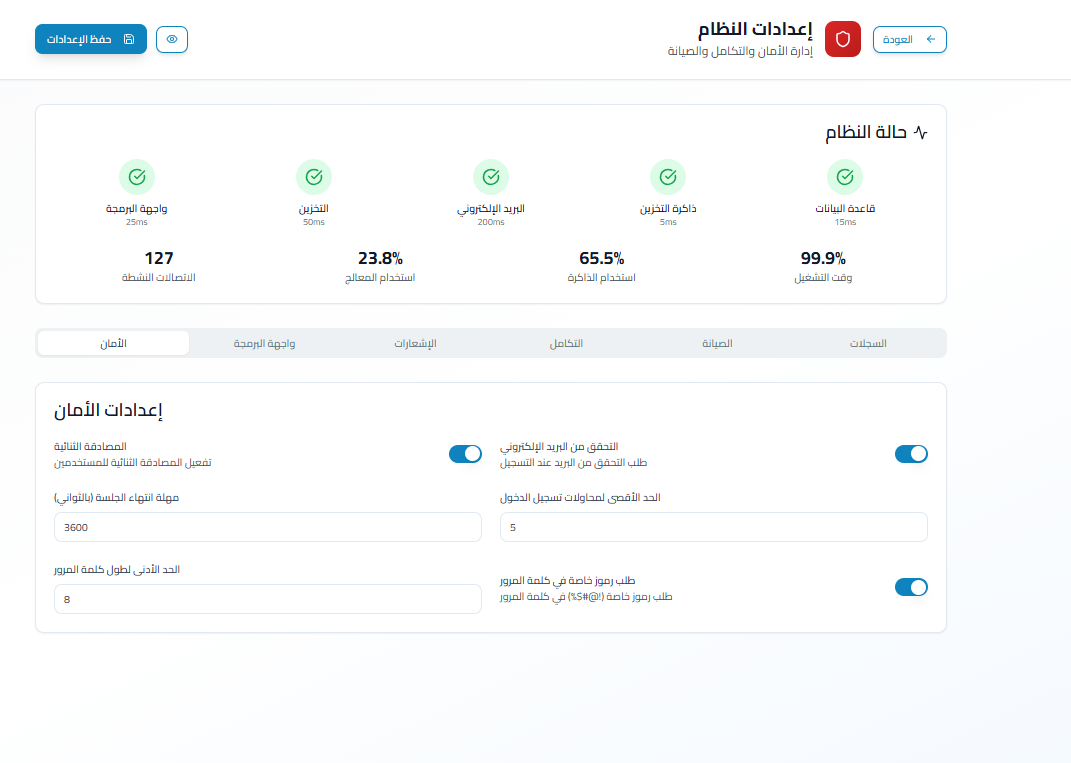 العودة
إعدادات النظام
إدارة الأمان والتكامل والصيانة
حفظ الإعدادات
حالة النظام
قاعدة البيانات
15ms
ذاكرة التخزين
5ms
البريد الإلكتروني
200ms
التخزين
50ms
واجهة البرمجة
25ms
99.9%
وقت التشغيل
65.5%
استخدام الذاكرة
23.8%
استخدام المعالج
127
الاتصالات النشطة
السجلات
الصيانة
التكامل
الإشعارات
واجهة البرمجة
الأمان
إعدادات الأمان
التحقق من البريد الإلكتروني
طلب التحقق من البريد عند التسجيل
المصادقة الثنائية
تفعيل المصادقة الثنائية للمستخدمين
الحد الأقصى لمحاولات تسجيل الدخول
5
مهلة انتهاء الجلسة (بالثواني)
3600
طلب رموز خاصة في كلمة المرور
طلب رموز خاصة (!@#$%) في كلمة المرور
الحد الأدنى لطول كلمة المرور
8